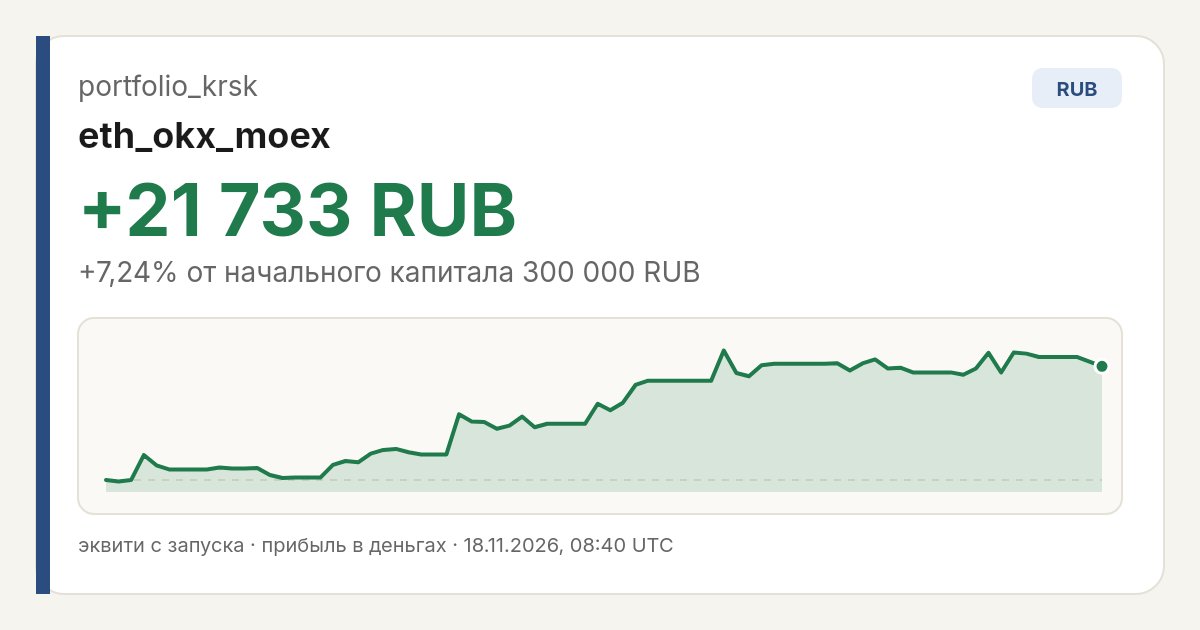 portfolio_krsk
RUB
eth_okx_moex
+21 733 RUB
+7,24% от начального капитала 300 000 RUB
эквити с запуска · прибыль в деньгах · 18.11.2026, 08:40 UTC